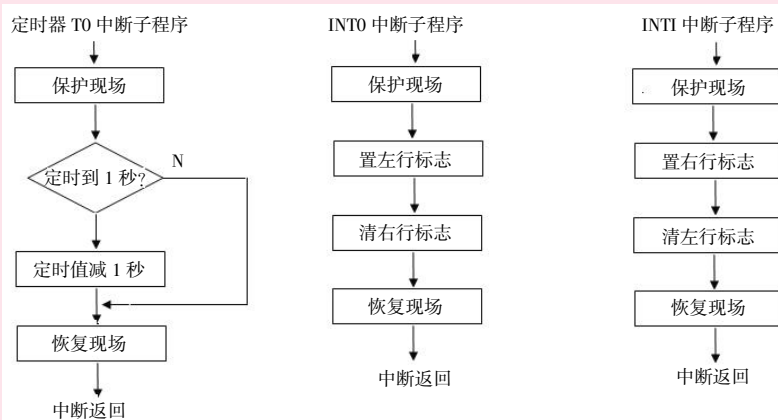 定时器 T0 中断子程序
保护现场
定时到 1 秒?
N
定时值减 1 秒
恢复现场
中断返回
INT0 中断子程序
保护现场
置左行标志
清右行标志
恢复现场
中断返回
INTI 中断子程序
保护现场
置右行标志
清左行标志
恢复现场
中断返回